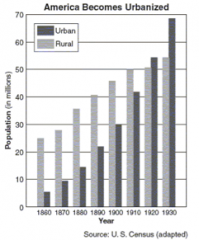 America Becomes Urbanized
Urban
Rural
Population (in millions)
70
60
50
40
30
20
10
0
1860 1870 1880 1890 1900 1910 1920 1930
Year
Source: U. S. Census (adapted)